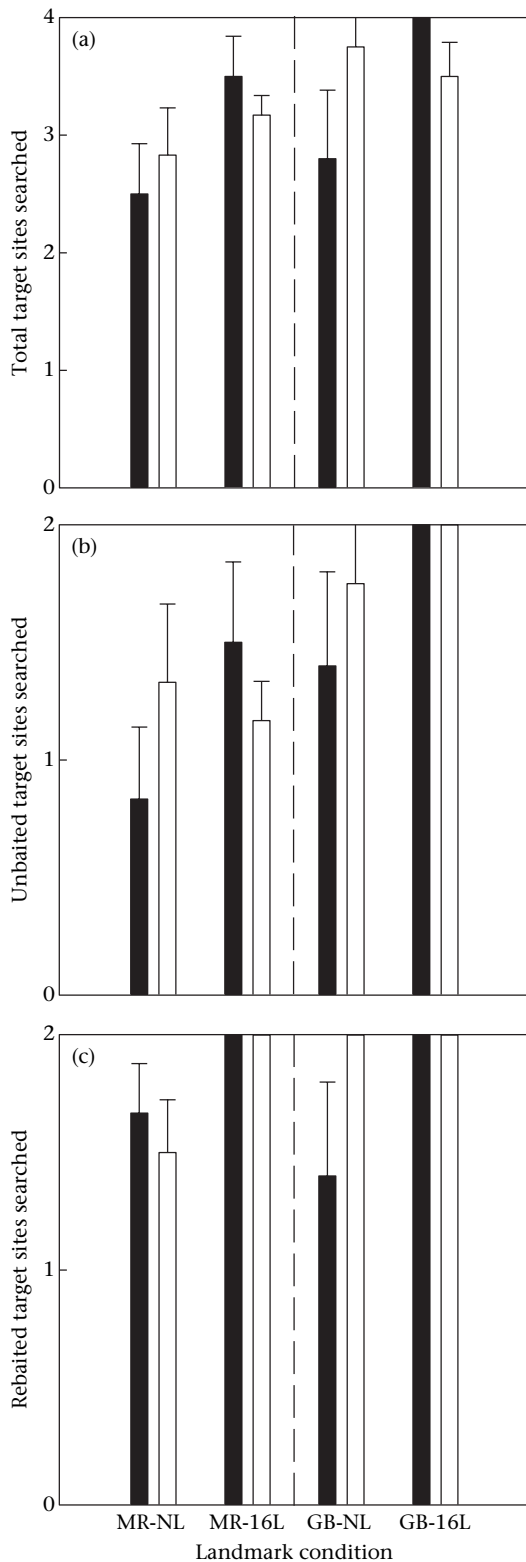 (a)
4
3
2
1
0
Total target sites searched
(b)
2
1
0
Unbaited target sites searched
(c)
2
1
0
Rebaited target sites searched
MR-NL MR-16L GB-NL GB-16L
Landmark condition